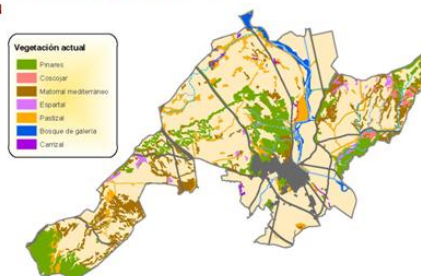 Vegetación actual
Pinares
Coscojar
Matorral mediterráneo
Espartal
Pastizal
Bosque de galería
Carrizal